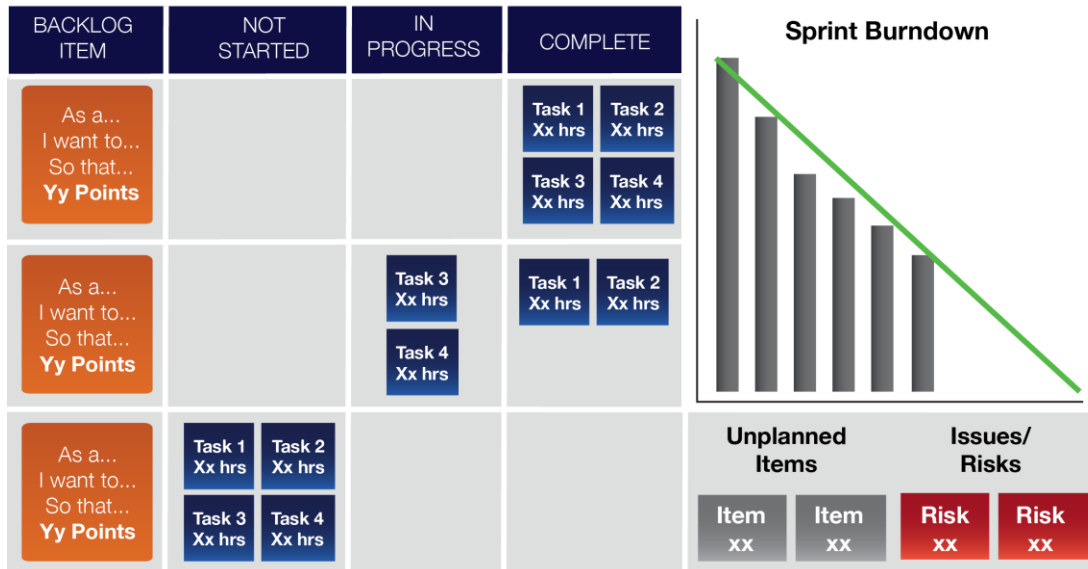 BACKLOG
ITEM
NOT
STARTED
IN
PROGRESS
COMPLETE
As a...
I want to...
So that...
Yy Points
Task 1
Xx hrs
Task 2
Xx hrs
Task 3
Xx hrs
Task 4
Xx hrs
As a...
I want to...
So that...
Yy Points
Task 3
Xx hrs
Task 4
Xx hrs
Task 1
Xx hrs
Task 2
Xx hrs
As a...
I want to...
So that...
Yy Points
Task 1
Xx hrs
Task 2
Xx hrs
Task 3
Xx hrs
Task 4
Xx hrs
Sprint Burndown
Unplanned
Items
Item
xx
Item
xx
Issues/
Risks
Risk
xx
Risk
xx